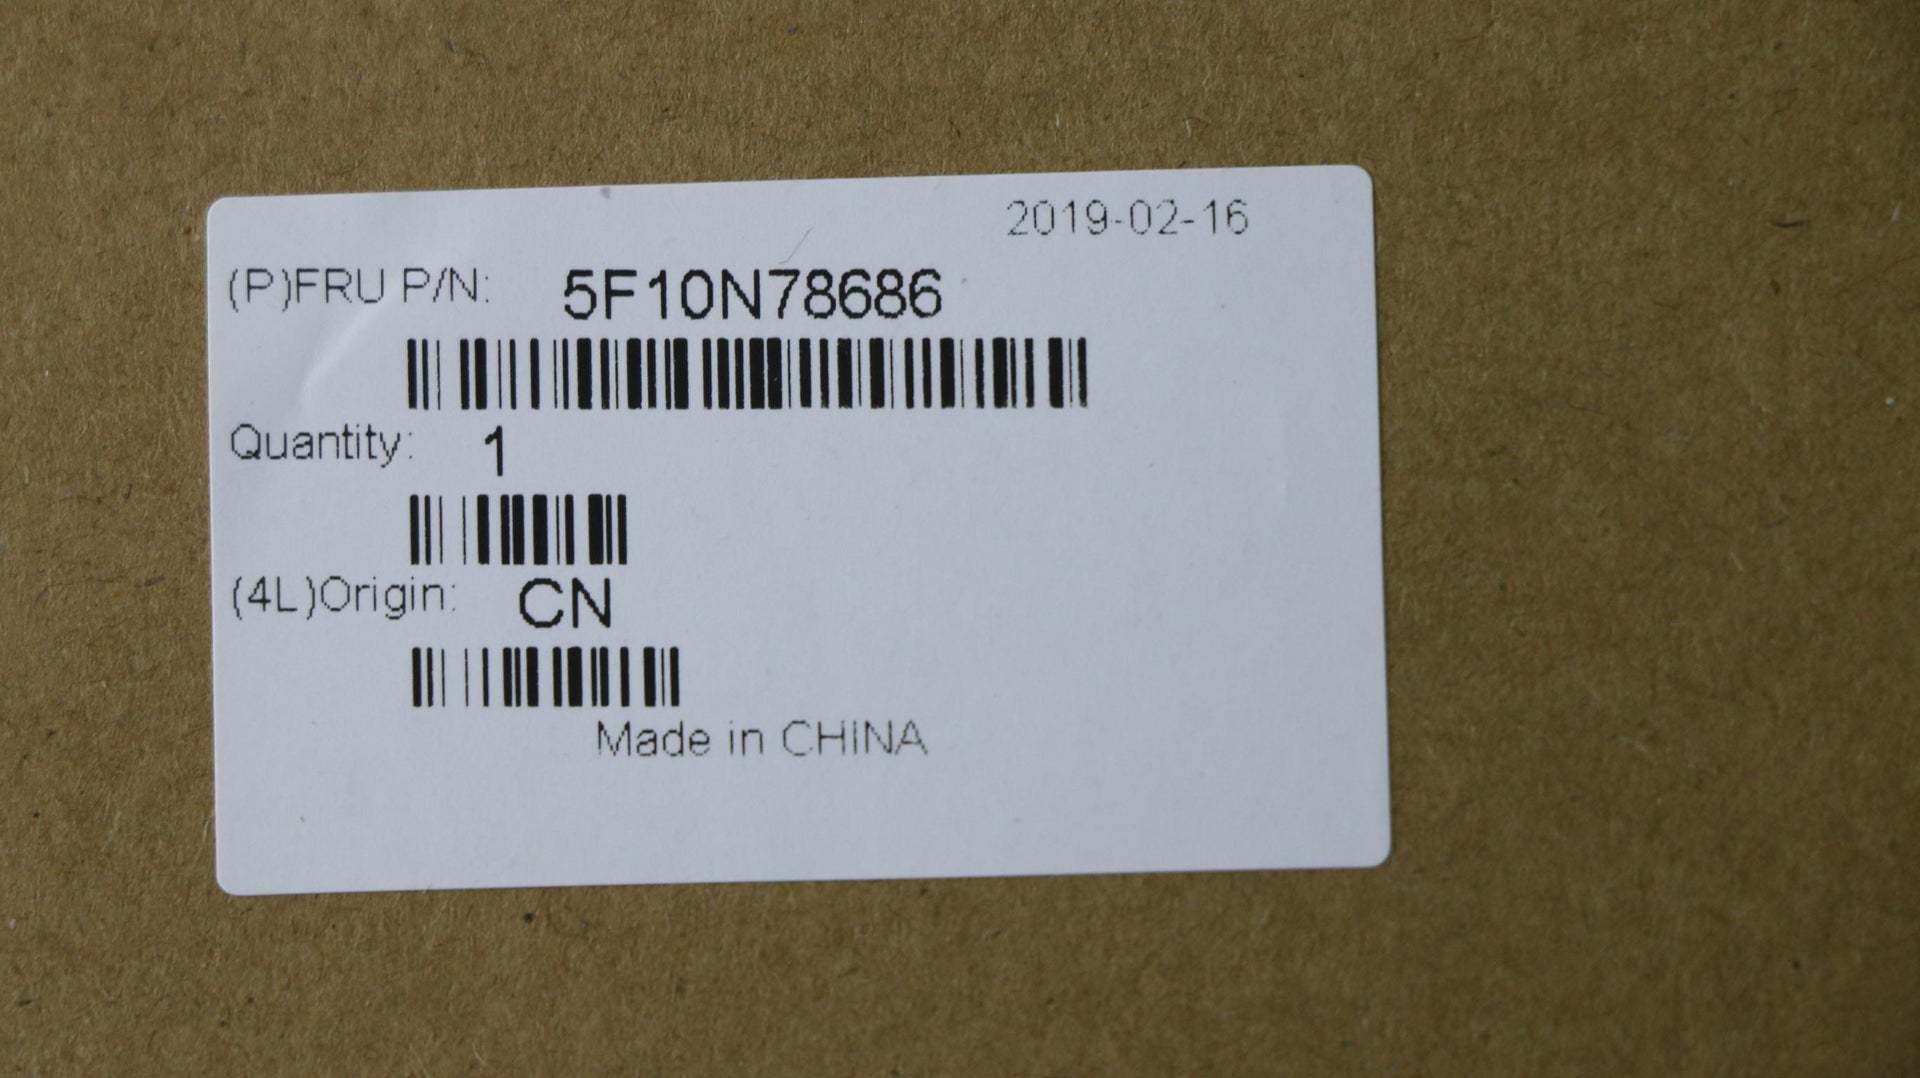 2019-02-16
(P)FRU P/N: 5F10N78686
Quantity: 1
(4L)Origin: CN
Made in CHINA